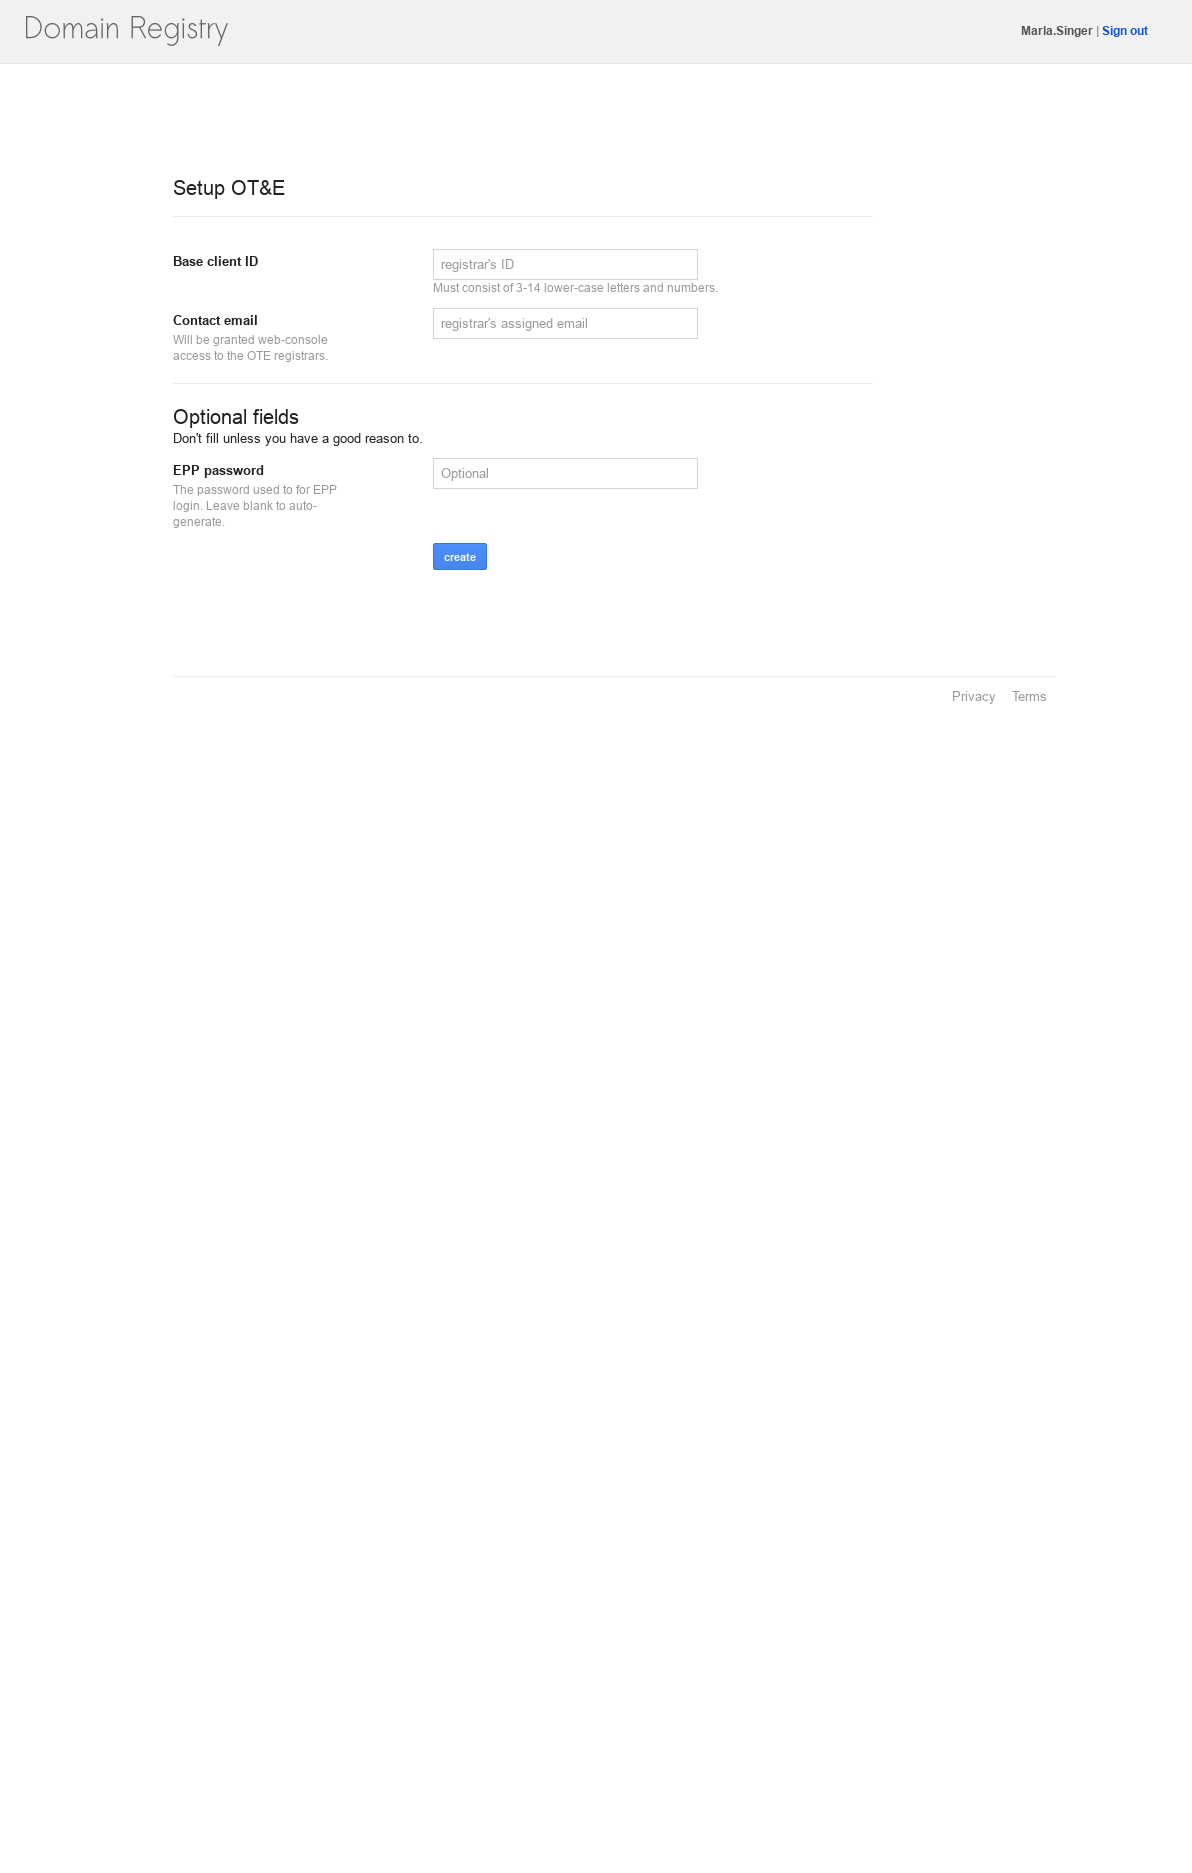 Domain Registry
Marla.Singer | Sign out
Setup OT&E
Base client ID
registrar's ID
Must consist of 3-14 lower-case letters and numbers.
Contact email
registrar's assigned email
Will be granted web-console
access to the OTE registrars.
Optional fields
Don't fill unless you have a good reason to.
EPP password
Optional
The password used to for EPP
login. Leave blank to auto-
generate.
create
Privacy Terms